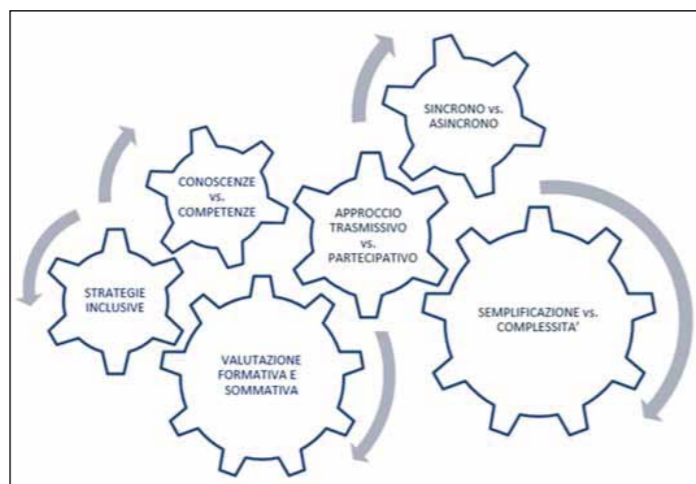 SINCRONO vs.
ASINCRONO
CONOSCENZE
vs.
COMPETENZE
APPROCCIO
TRASMISSIVO
vs.
PARTECIPATIVO
STRATEGIE
INCLUSIVE
SEMPLIFICAZIONE vs.
COMPLESSITA'
VALUTAZIONE
FORMATIVA E
SOMMATIVA